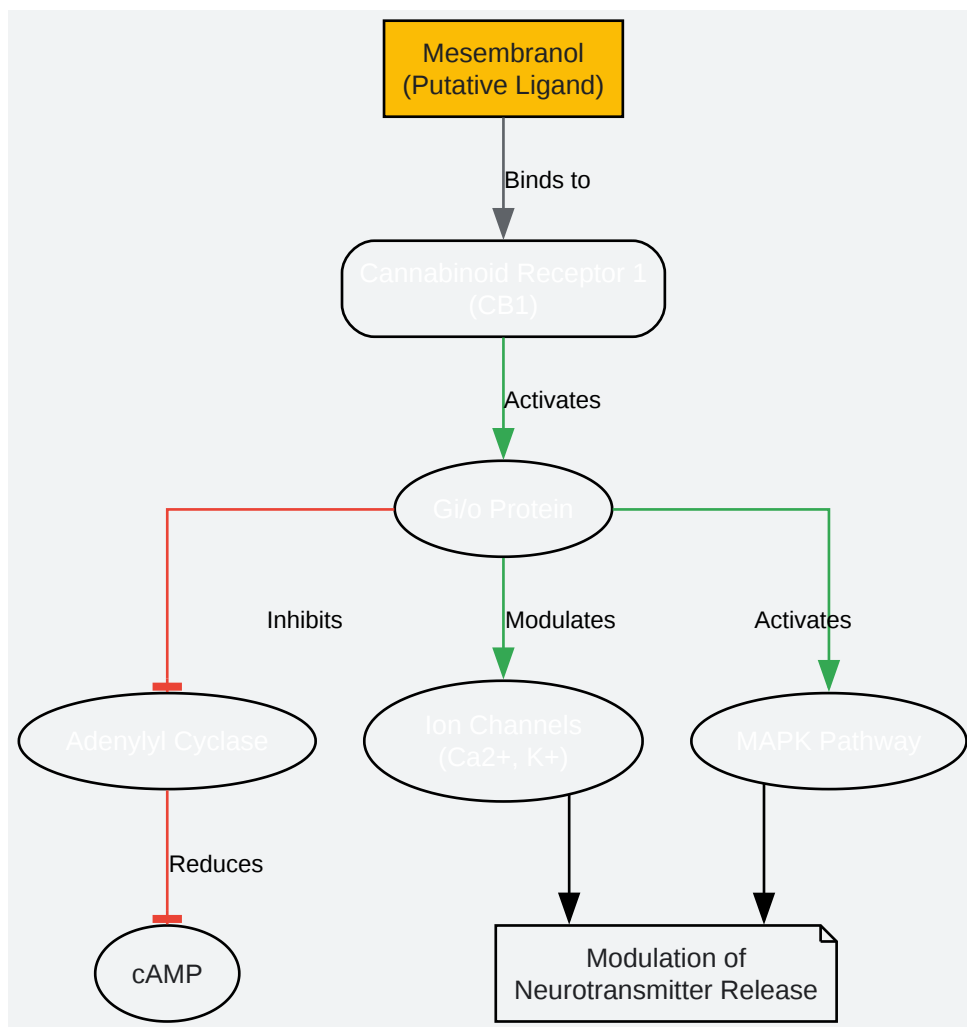 Mesembranol
(Putative Ligand)
Binds to
Cannabinoid Receptor 1
(CB1)
Activates
Gi/o Protein
Inhibits
Modulates
Activates
Adenylyl Cyclase
Ion Channels
(Ca2+, K+)
MAPK Pathway
Reduces
cAMP
Modulation of
Neurotransmitter Release